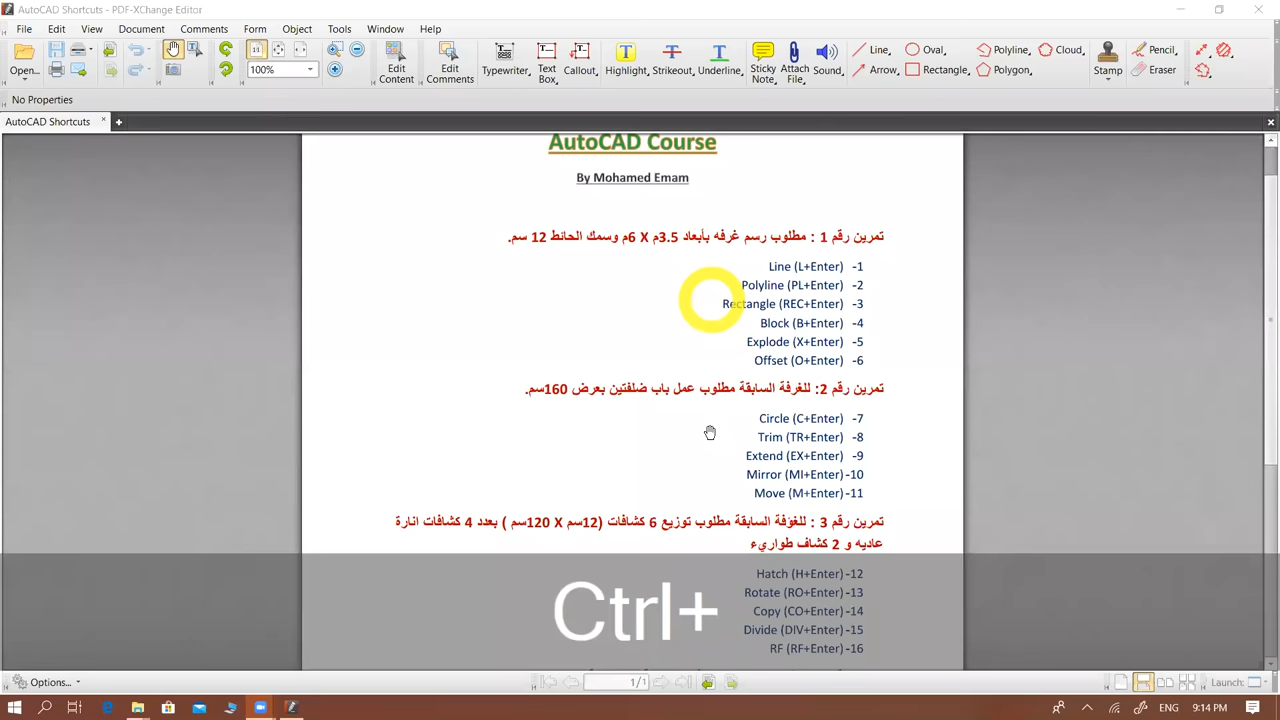 AutoCAD Shortcuts - PDF-XChange Editor
File Edit View Document Comments Form Object Tools Window Help
Open...
100%
Edit Content
Edit Comments
Typewriter
Text Box
Callout
Highlight
Strikeout
Underline
Sticky Note
Attach File
Sound
Line
Arrow
Oval
Rectangle
Polyline
Polygon
Cloud
Stamp
Pencil
Eraser
No Properties
AutoCAD Shortcuts
AutoCAD Course
By Mohamed Emam
تمرين رقم 1 : مطلوب رسم غرفه بأبعاد 3.5م X 6م وسمك الحائط 12 سم.
1- Line (L+Enter)
2- Polyline (PL+Enter)
3- Rectangle (REC+Enter)
4- Block (B+Enter)
5- Explode (X+Enter)
6- Offset (O+Enter)
تمرين رقم 2: للغرفة السابقة مطلوب عمل باب ضلفتين بعرض 160سم.
7- Circle (C+Enter)
8- Trim (TR+Enter)
9- Extend (EX+Enter)
10- Mirror (MI+Enter)
11- Move (M+Enter)
تمرين رقم 3 : للغرفة السابقة مطلوب توزيع 6 كشافات (12سم X 120سم ) بعدد 4 كشافات انارة
عاديه و 2 كشاف طواريء
12- Hatch (H+Enter)
13- Rotate (RO+Enter)
14- Copy (CO+Enter)
15- Divide (DIV+Enter)
16- RF (RF+Enter)
Ctrl+
Options...
1/1
Launch:
ENG
9:14 PM